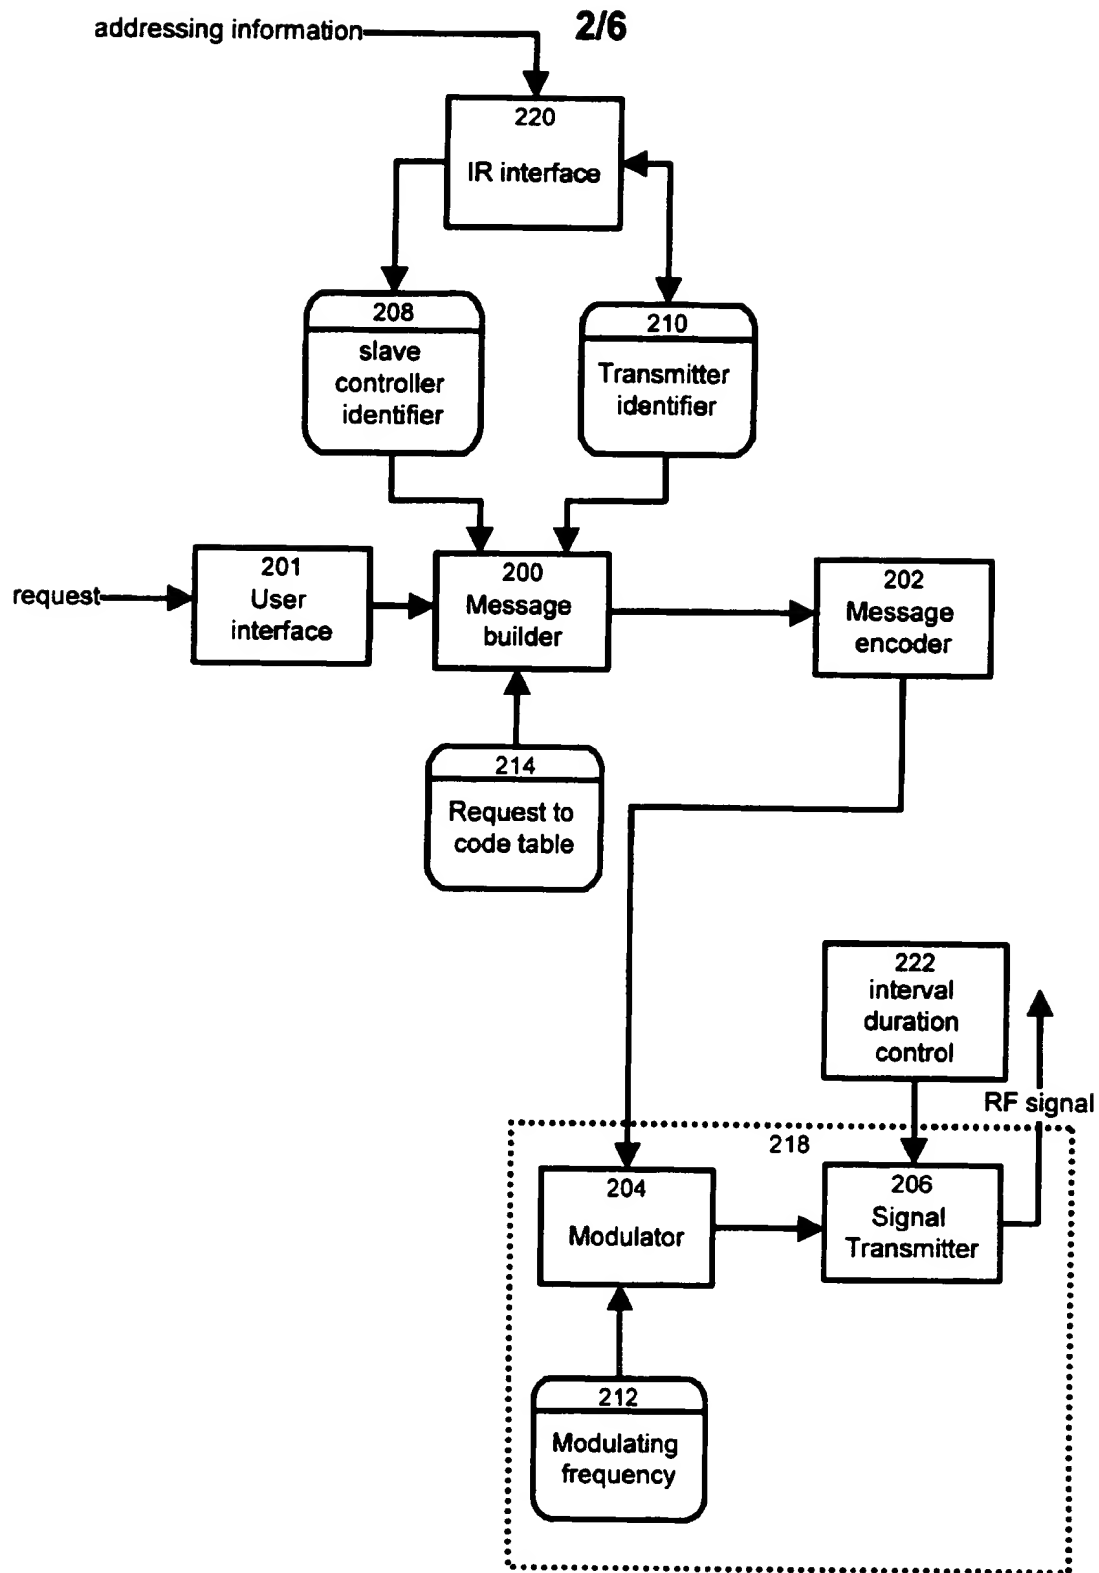 addressing information
2/6
220
IR interface
208
slave
controller
identifier
210
Transmitter
identifier
request
201
User
interface
200
Message
builder
202
Message
encoder
214
Request to
code table
222
interval
duration
control
RF signal
218
204
Modulator
206
Signal
Transmitter
212
Modulating
frequency